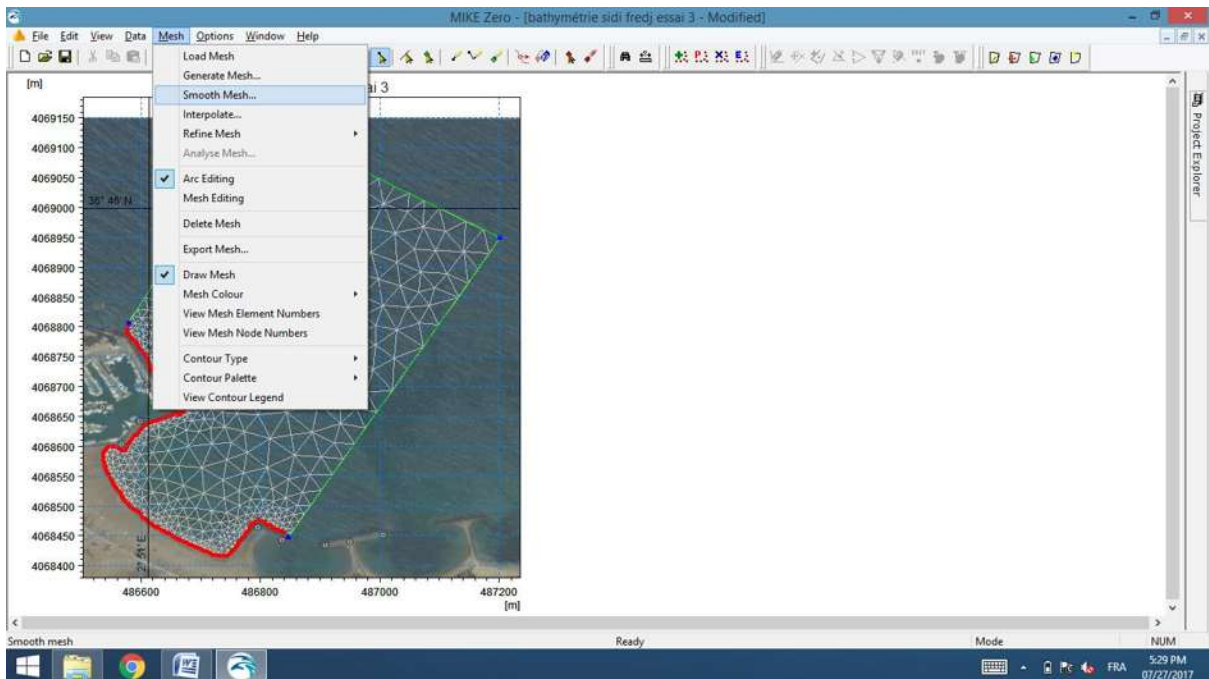 MIKE Zero - [bathymétrie sidi fredj essai 3 - Modified]
File Edit View Data Mesh Options Window Help
Load Mesh
Generate Mesh...
Smooth Mesh...
Interpolate...
Refine Mesh
Analyse Mesh...
Arc Editing
Mesh Editing
Delete Mesh
Export Mesh...
Draw Mesh
Mesh Colour
View Mesh Element Numbers
View Mesh Node Numbers
Contour Type
Contour Palette
View Contour Legend
[m]
ai 3
4069150
4069100
4069050
4069000
4068950
4068900
4068850
4068800
4068750
4068700
4068650
4068600
4068550
4068500
4068450
4068400
486600 486800 487000 487200
[m]
Project Explorer
Smooth mesh Ready Mode NUM
FRA 5:29 PM
07/27/2017